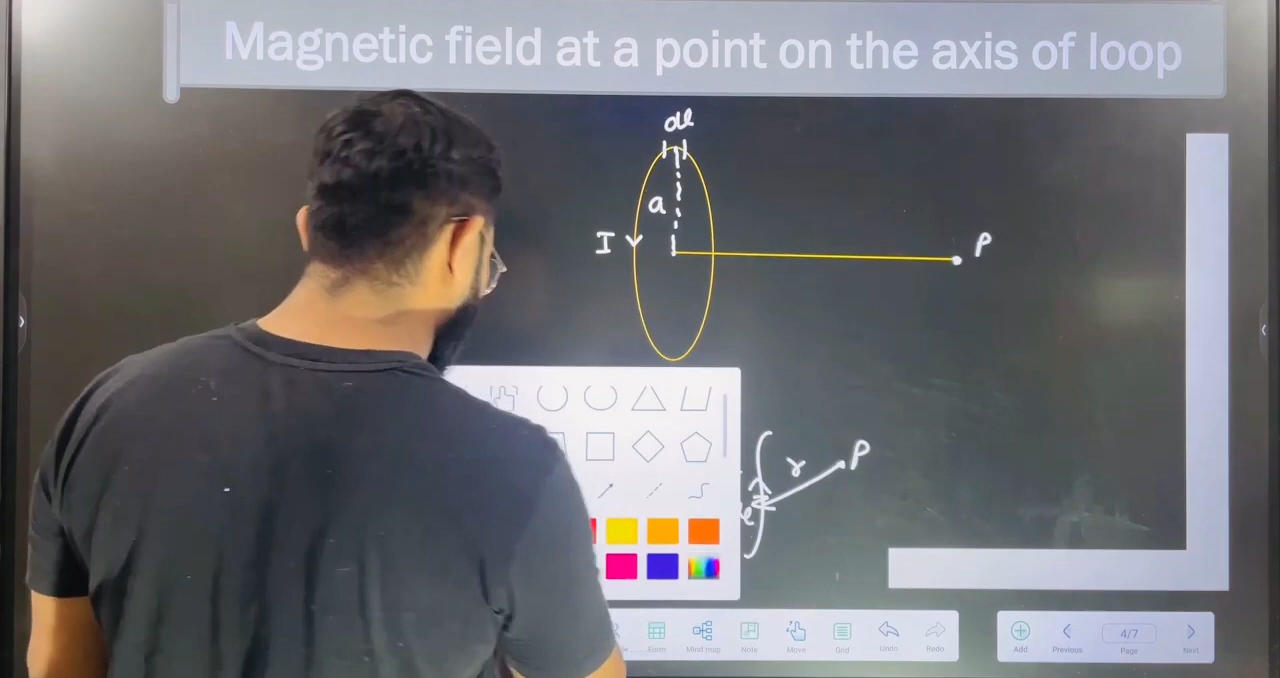 Magnetic field at a point on the axis of loop
dl
a
I
P
r
P
Form
Mind map
Note
Move
Grid
Undo
Redo
Add
Previous
4/7
Page
Next